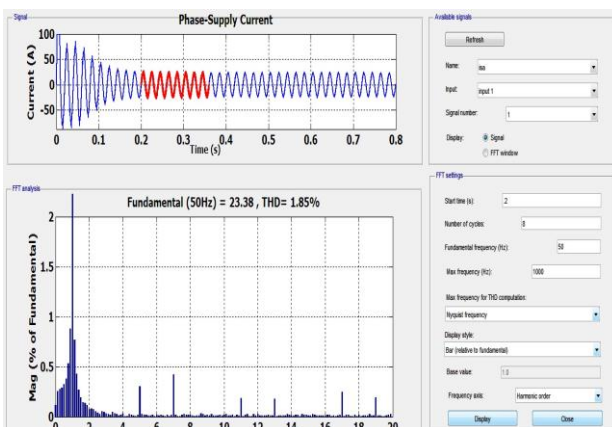 Signal
Phase-Supply Current
Current (A)
100
50
0
-50
0 0.1 0.2 0.3 0.4 0.5 0.6 0.7 0.8
Time (s)
FFT analysis
Fundamental (50Hz) = 23.38 , THD= 1.85%
Mag (% of Fundamental)
2
1.5
1
0.5
0
0 2 4 6 8 10 12 14 16 18 20
Available signals
Refresh
Name:
isa
Input:
input 1
Signal number:
1
Display:
Signal
FFT window
FFT settings
Start time (s):
.2
Number of cycles:
8
Fundamental frequency (Hz):
50
Max frequency (Hz):
1000
Max frequency for THD computation:
Nyquist frequency
Display style:
Bar (relative to fundamental)
Base value:
1.0
Frequency axis:
Harmonic order
Display
Close